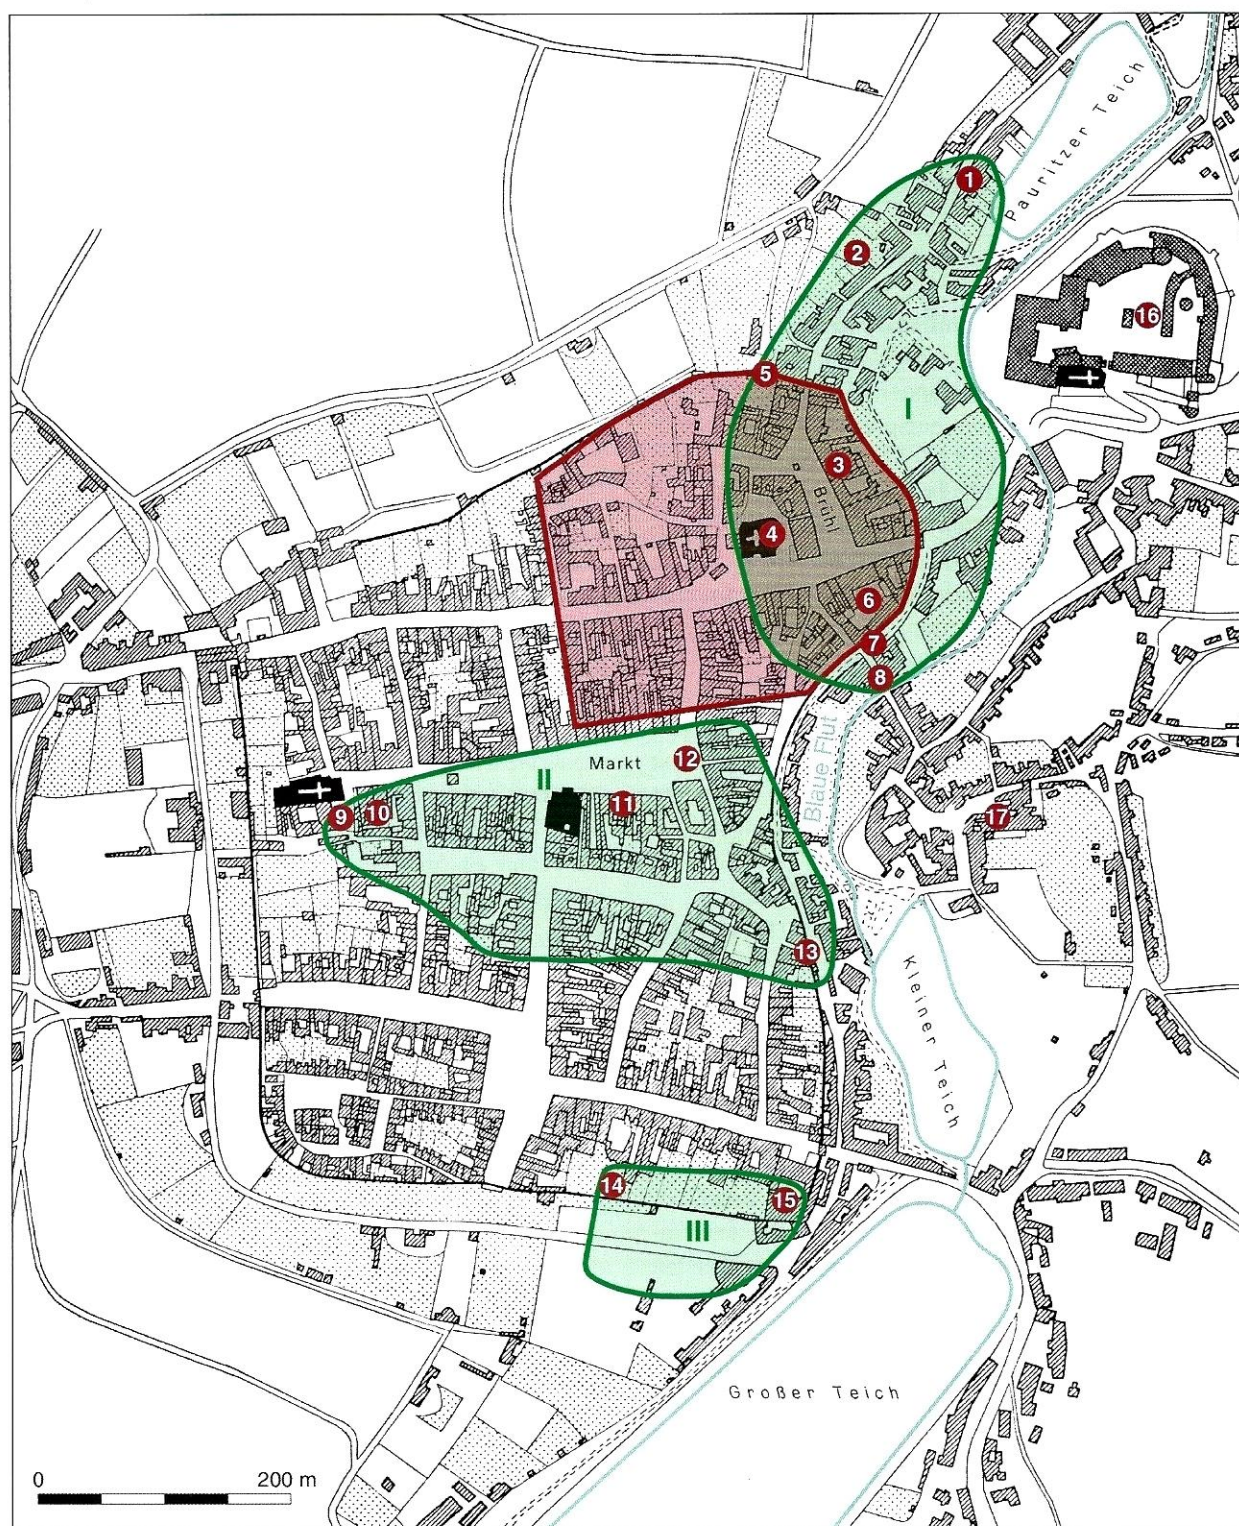 Pauritzer Teich
1
2
16
5
I
3
Brühl
4
6
7
8
Blaue Flut
Markt
12
II
11
10
9
17
13
Kleiner Teich
14
15
III
Großer Teich
0 200 m